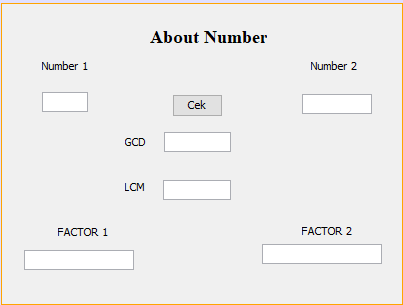 About Number
Number 1
Number 2
Cek
GCD
LCM
FACTOR 1
FACTOR 2